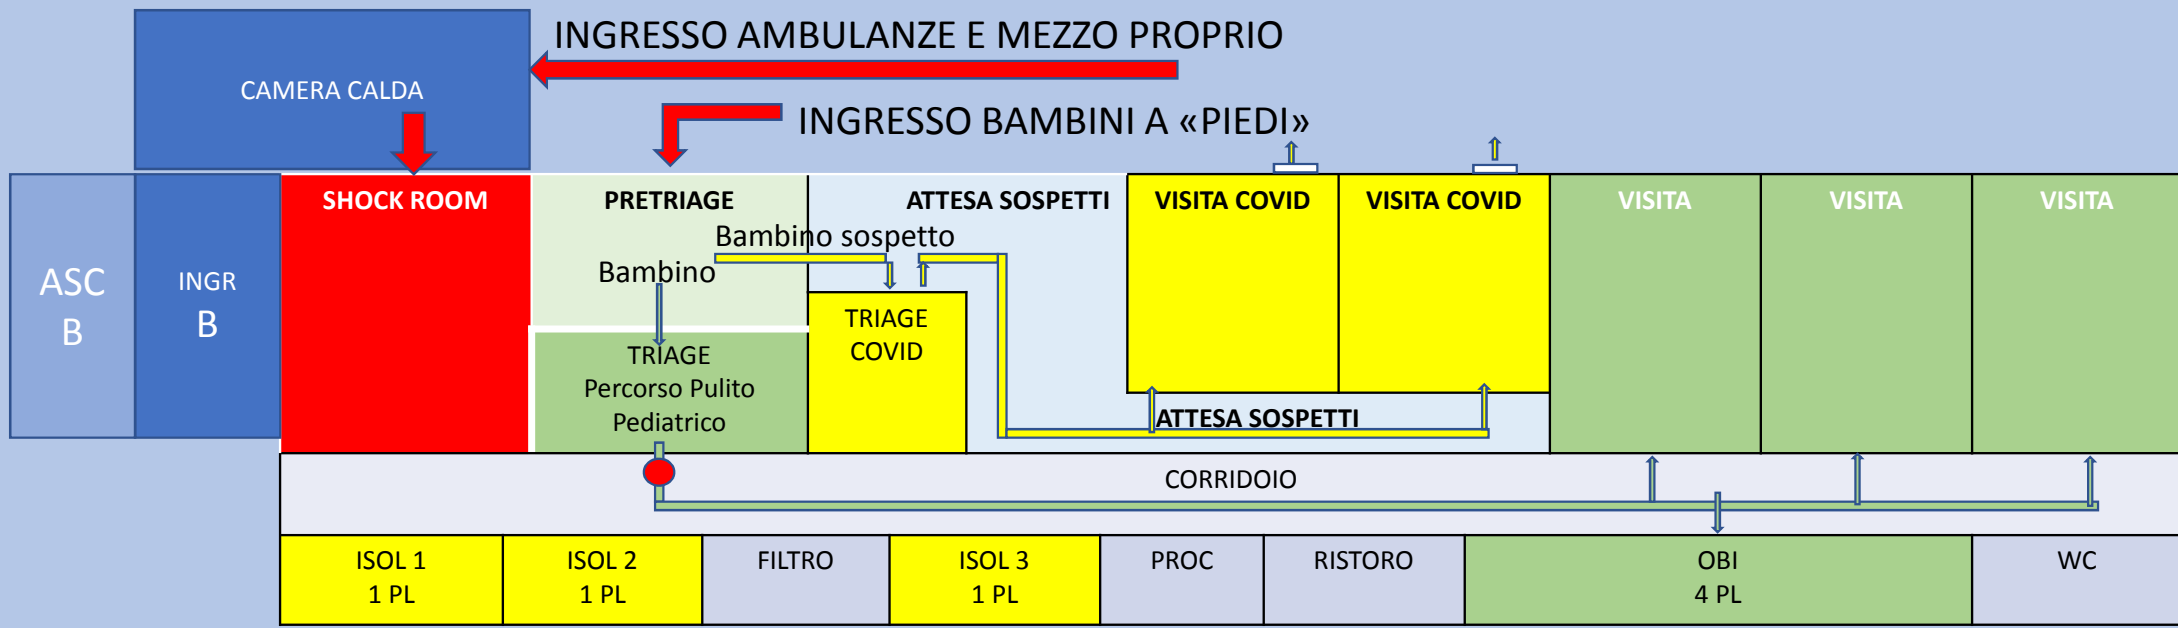 INGRESSO AMBULANZE E MEZZO PROPRIO
CAMERA CALDA
INGRESSO BAMBINI A «PIEDI»
ASC
B
INGR
B
SHOCK ROOM
PRETRIAGE
Bambino sospetto
Bambino
TRIAGE
Percorso Pulito
Pediatrico
ATTESA SOSPETTI
TRIAGE
COVID
VISITA COVID
VISITA COVID
ATTESA SOSPETTI
VISITA
VISITA
VISITA
CORRIDOIO
ISOL 1
1 PL
ISOL 2
1 PL
FILTRO
ISOL 3
1 PL
PROC
RISTORO
OBI
4 PL
WC